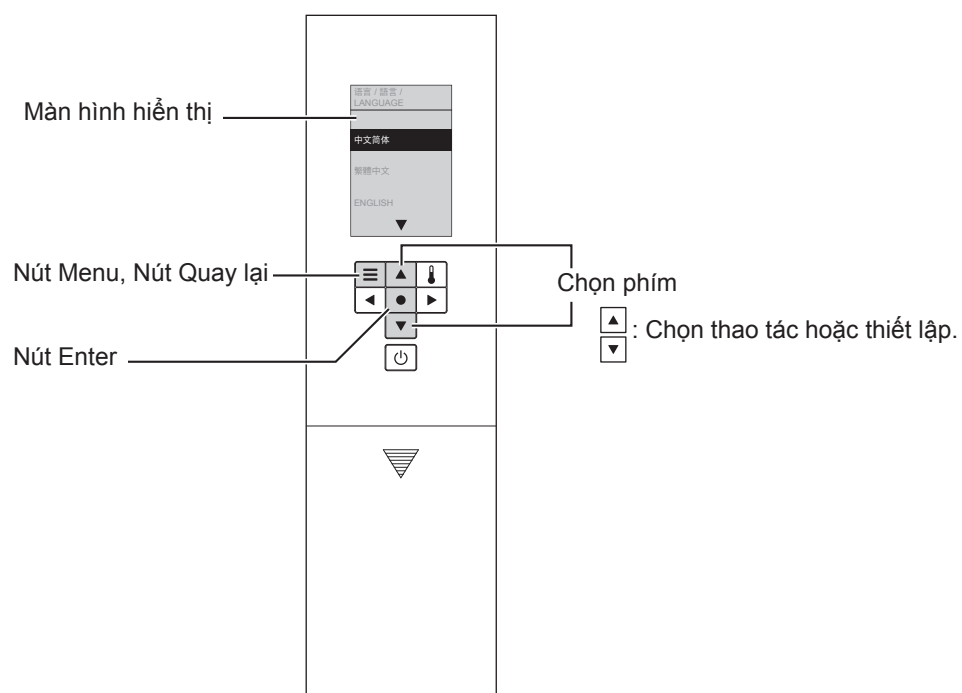 语言 / 語言 /
LANGUAGE
Màn hình hiển thị
中文简体
繁體中文
ENGLISH
Nút Menu, Nút Quay lại
Chọn phím
: Chọn thao tác hoặc thiết lập.
Nút Enter